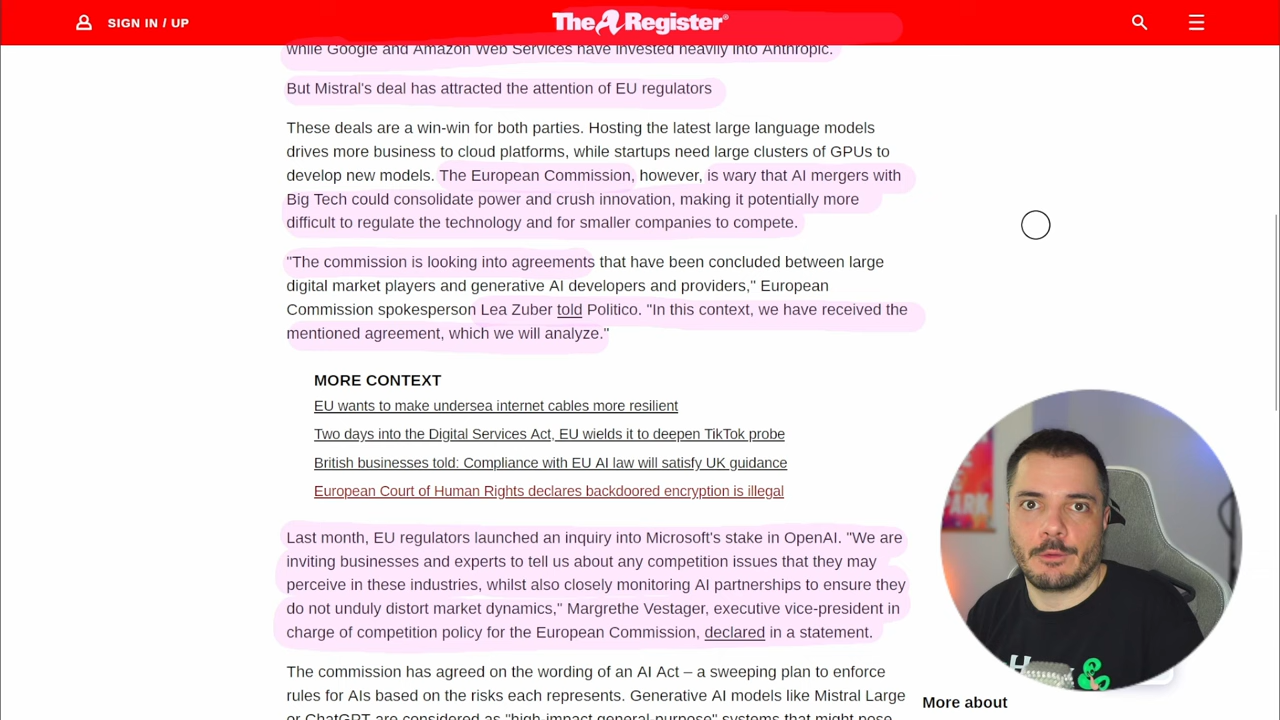 SIGN IN / UP
The Register®
while Google and Amazon Web Services have invested heavily into Anthropic.
But Mistral's deal has attracted the attention of EU regulators
These deals are a win-win for both parties. Hosting the latest large language models
drives more business to cloud platforms, while startups need large clusters of GPUs to
develop new models. The European Commission, however, is wary that AI mergers with
Big Tech could consolidate power and crush innovation, making it potentially more
difficult to regulate the technology and for smaller companies to compete.
"The commission is looking into agreements that have been concluded between large
digital market players and generative AI developers and providers," European
Commission spokesperson Lea Zuber told Politico. "In this context, we have received the
mentioned agreement, which we will analyze."
MORE CONTEXT
EU wants to make undersea internet cables more resilient
Two days into the Digital Services Act, EU wields it to deepen TikTok probe
British businesses told: Compliance with EU AI law will satisfy UK guidance
European Court of Human Rights declares backdoored encryption is illegal
Last month, EU regulators launched an inquiry into Microsoft's stake in OpenAI. "We are
inviting businesses and experts to tell us about any competition issues that they may
perceive in these industries, whilst also closely monitoring AI partnerships to ensure they
do not unduly distort market dynamics," Margrethe Vestager, executive vice-president in
charge of competition policy for the European Commission, declared in a statement.
The commission has agreed on the wording of an AI Act – a sweeping plan to enforce
rules for AIs based on the risks each represents. Generative AI models like Mistral Large
or ChatGPT are considered as "high-impact general-purpose" systems that might pose
More about